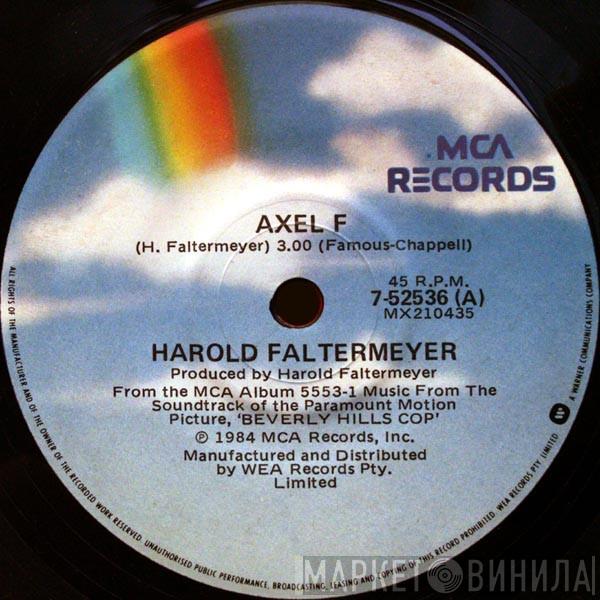 MCA
RECORDS
AXEL F
(H. Faltermeyer) 3.00 (Famous-Chappell)
45 R.P.M.
7-52536 (A)
MX210435
HAROLD FALTERMEYER
Produced by Harold Faltermeyer
From the MCA Album 5553-1 Music From The
Soundtrack of the Paramount Motion
Picture, 'BEVERLY HILLS COP'
℗ 1984 MCA Records, Inc.
Manufactured and Distributed
by WEA Records Pty.
Limited
ALL RIGHTS OF THE MANUFACTURER AND OF THE OWNER OF THE RECORDED WORK RESERVED. UNAUTHORISED PUBLIC PERFORMANCE, BROADCASTING, LEASING AND COPYING OF THIS RECORD PROHIBITED. WEA RECORDS PTY LIMITED
A WARNER COMMUNICATIONS COMPANY
МАРКЕТ ВИНИЛА